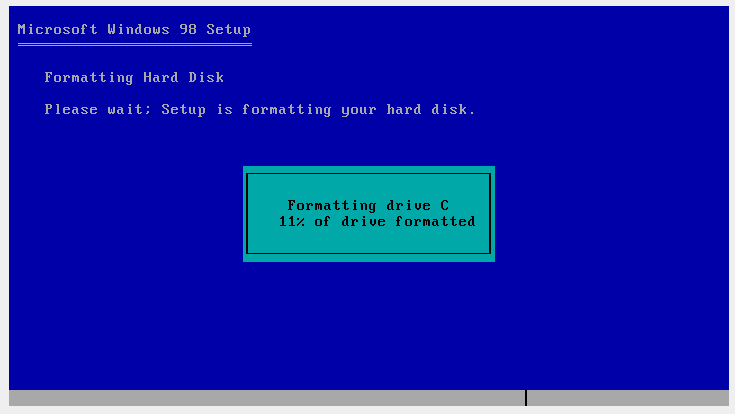 Microsoft Windows 98 Setup
Formatting Hard Disk
Please wait; Setup is formatting your hard disk.
Formatting drive C
11% of drive formatted